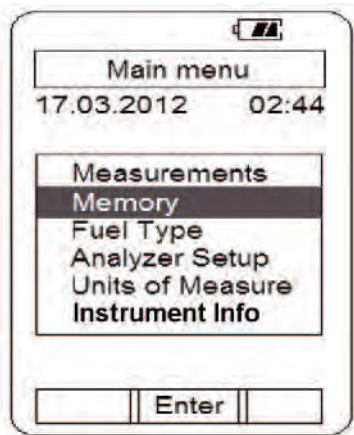 Main menu
17.03.2012 02:44
Measurements
Memory
Fuel Type
Analyzer Setup
Units of Measure
Instrument Info
Enter